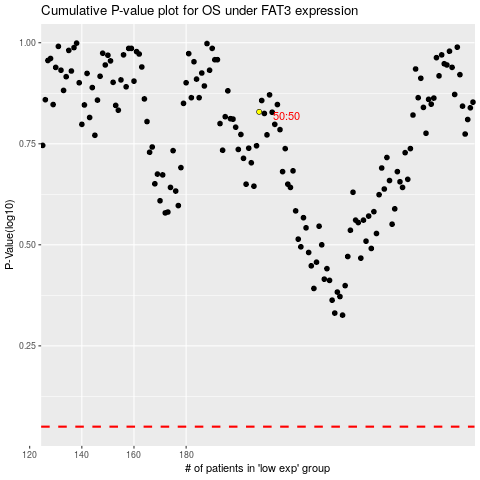 Cumulative P-value plot for OS under FAT3 expression
P-Value(log10)
1.00
0.75
0.50
0.25
50:50
120 140 160 180
# of patients in 'low exp' group